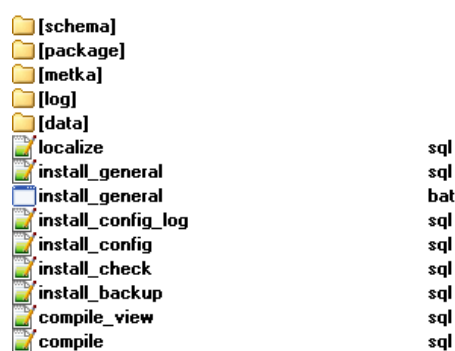 [schema]
[package]
[metka]
[log]
[data]
localize sql
install_general sql
install_general bat
install_config_log sql
install_config sql
install_check sql
install_backup sql
compile_view sql
compile sql